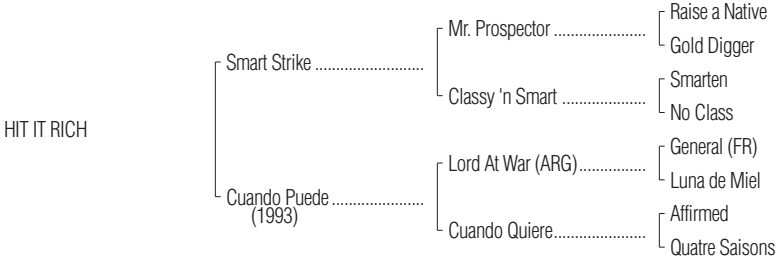 Raise a Native
Mr. Prospector ......................
Gold Digger
Smart Strike ..........................
Smarten
Classy 'n Smart ....................
No Class
HIT IT RICH
General (FR)
Lord At War (ARG)................
Luna de Miel
Cuando Puede ......................
(1993)
Affirmed
Cuando Quiere......................
Quatre Saisons